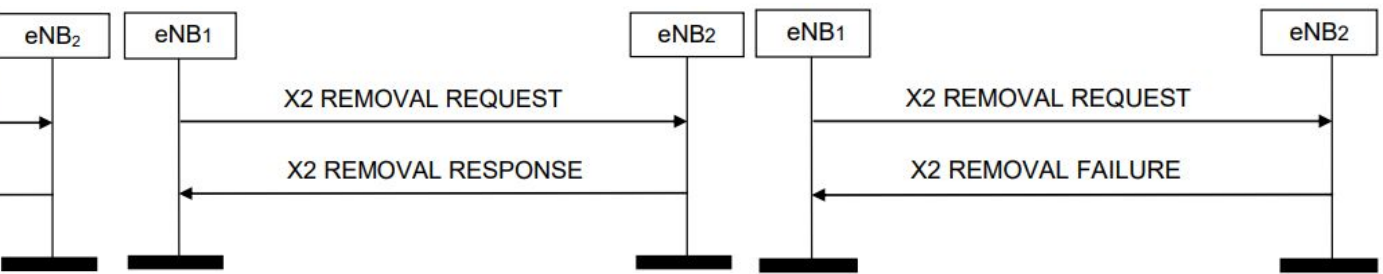 eNB₂ eNB1 eNB2 eNB1 eNB2
X2 REMOVAL REQUEST X2 REMOVAL REQUEST
X2 REMOVAL RESPONSE X2 REMOVAL FAILURE